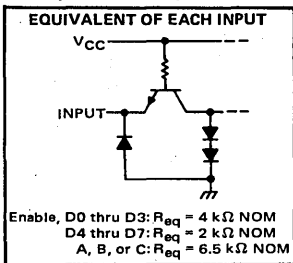 EQUIVALENT OF EACH INPUT
VCC
INPUT
Enable, D0 thru D3: Req = 4 kΩ NOM
D4 thru D7: Req = 2 kΩ NOM
A, B, or C: Req = 6.5 kΩ NOM